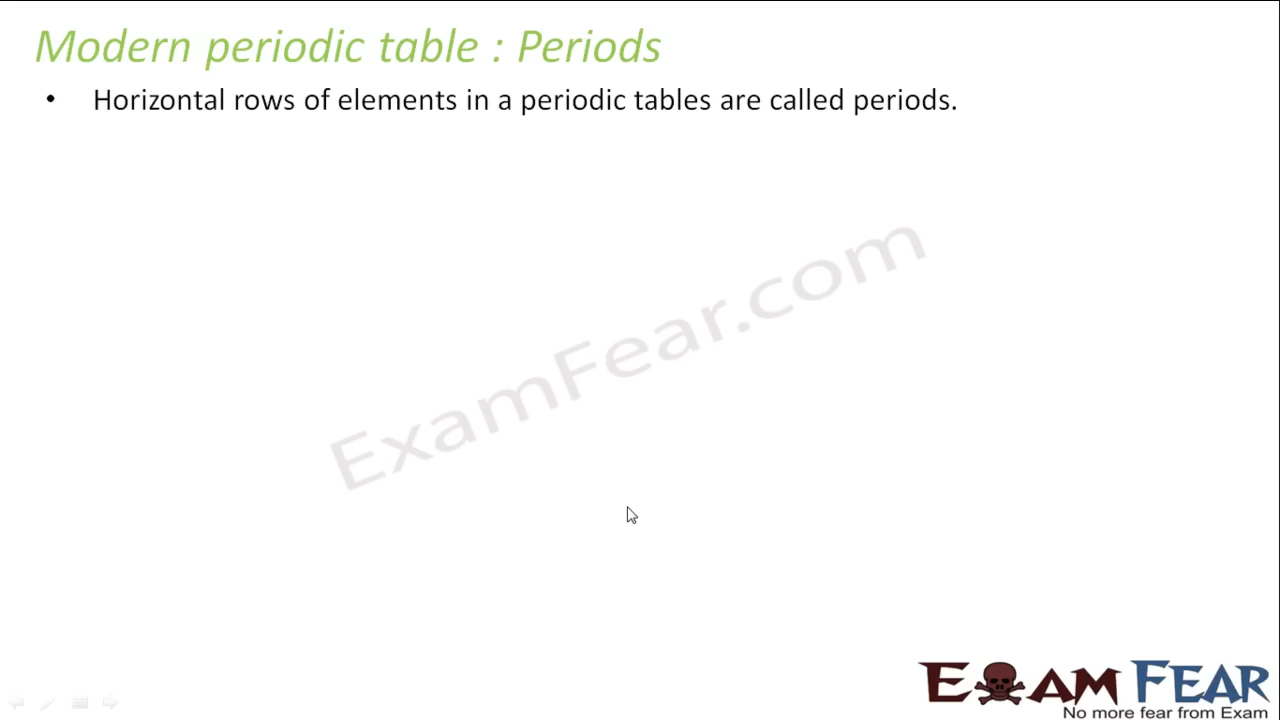 Modern periodic table : Periods
• Horizontal rows of elements in a periodic tables are called periods.
ExamFear.com
EXAM FEAR
No more fear from Exam